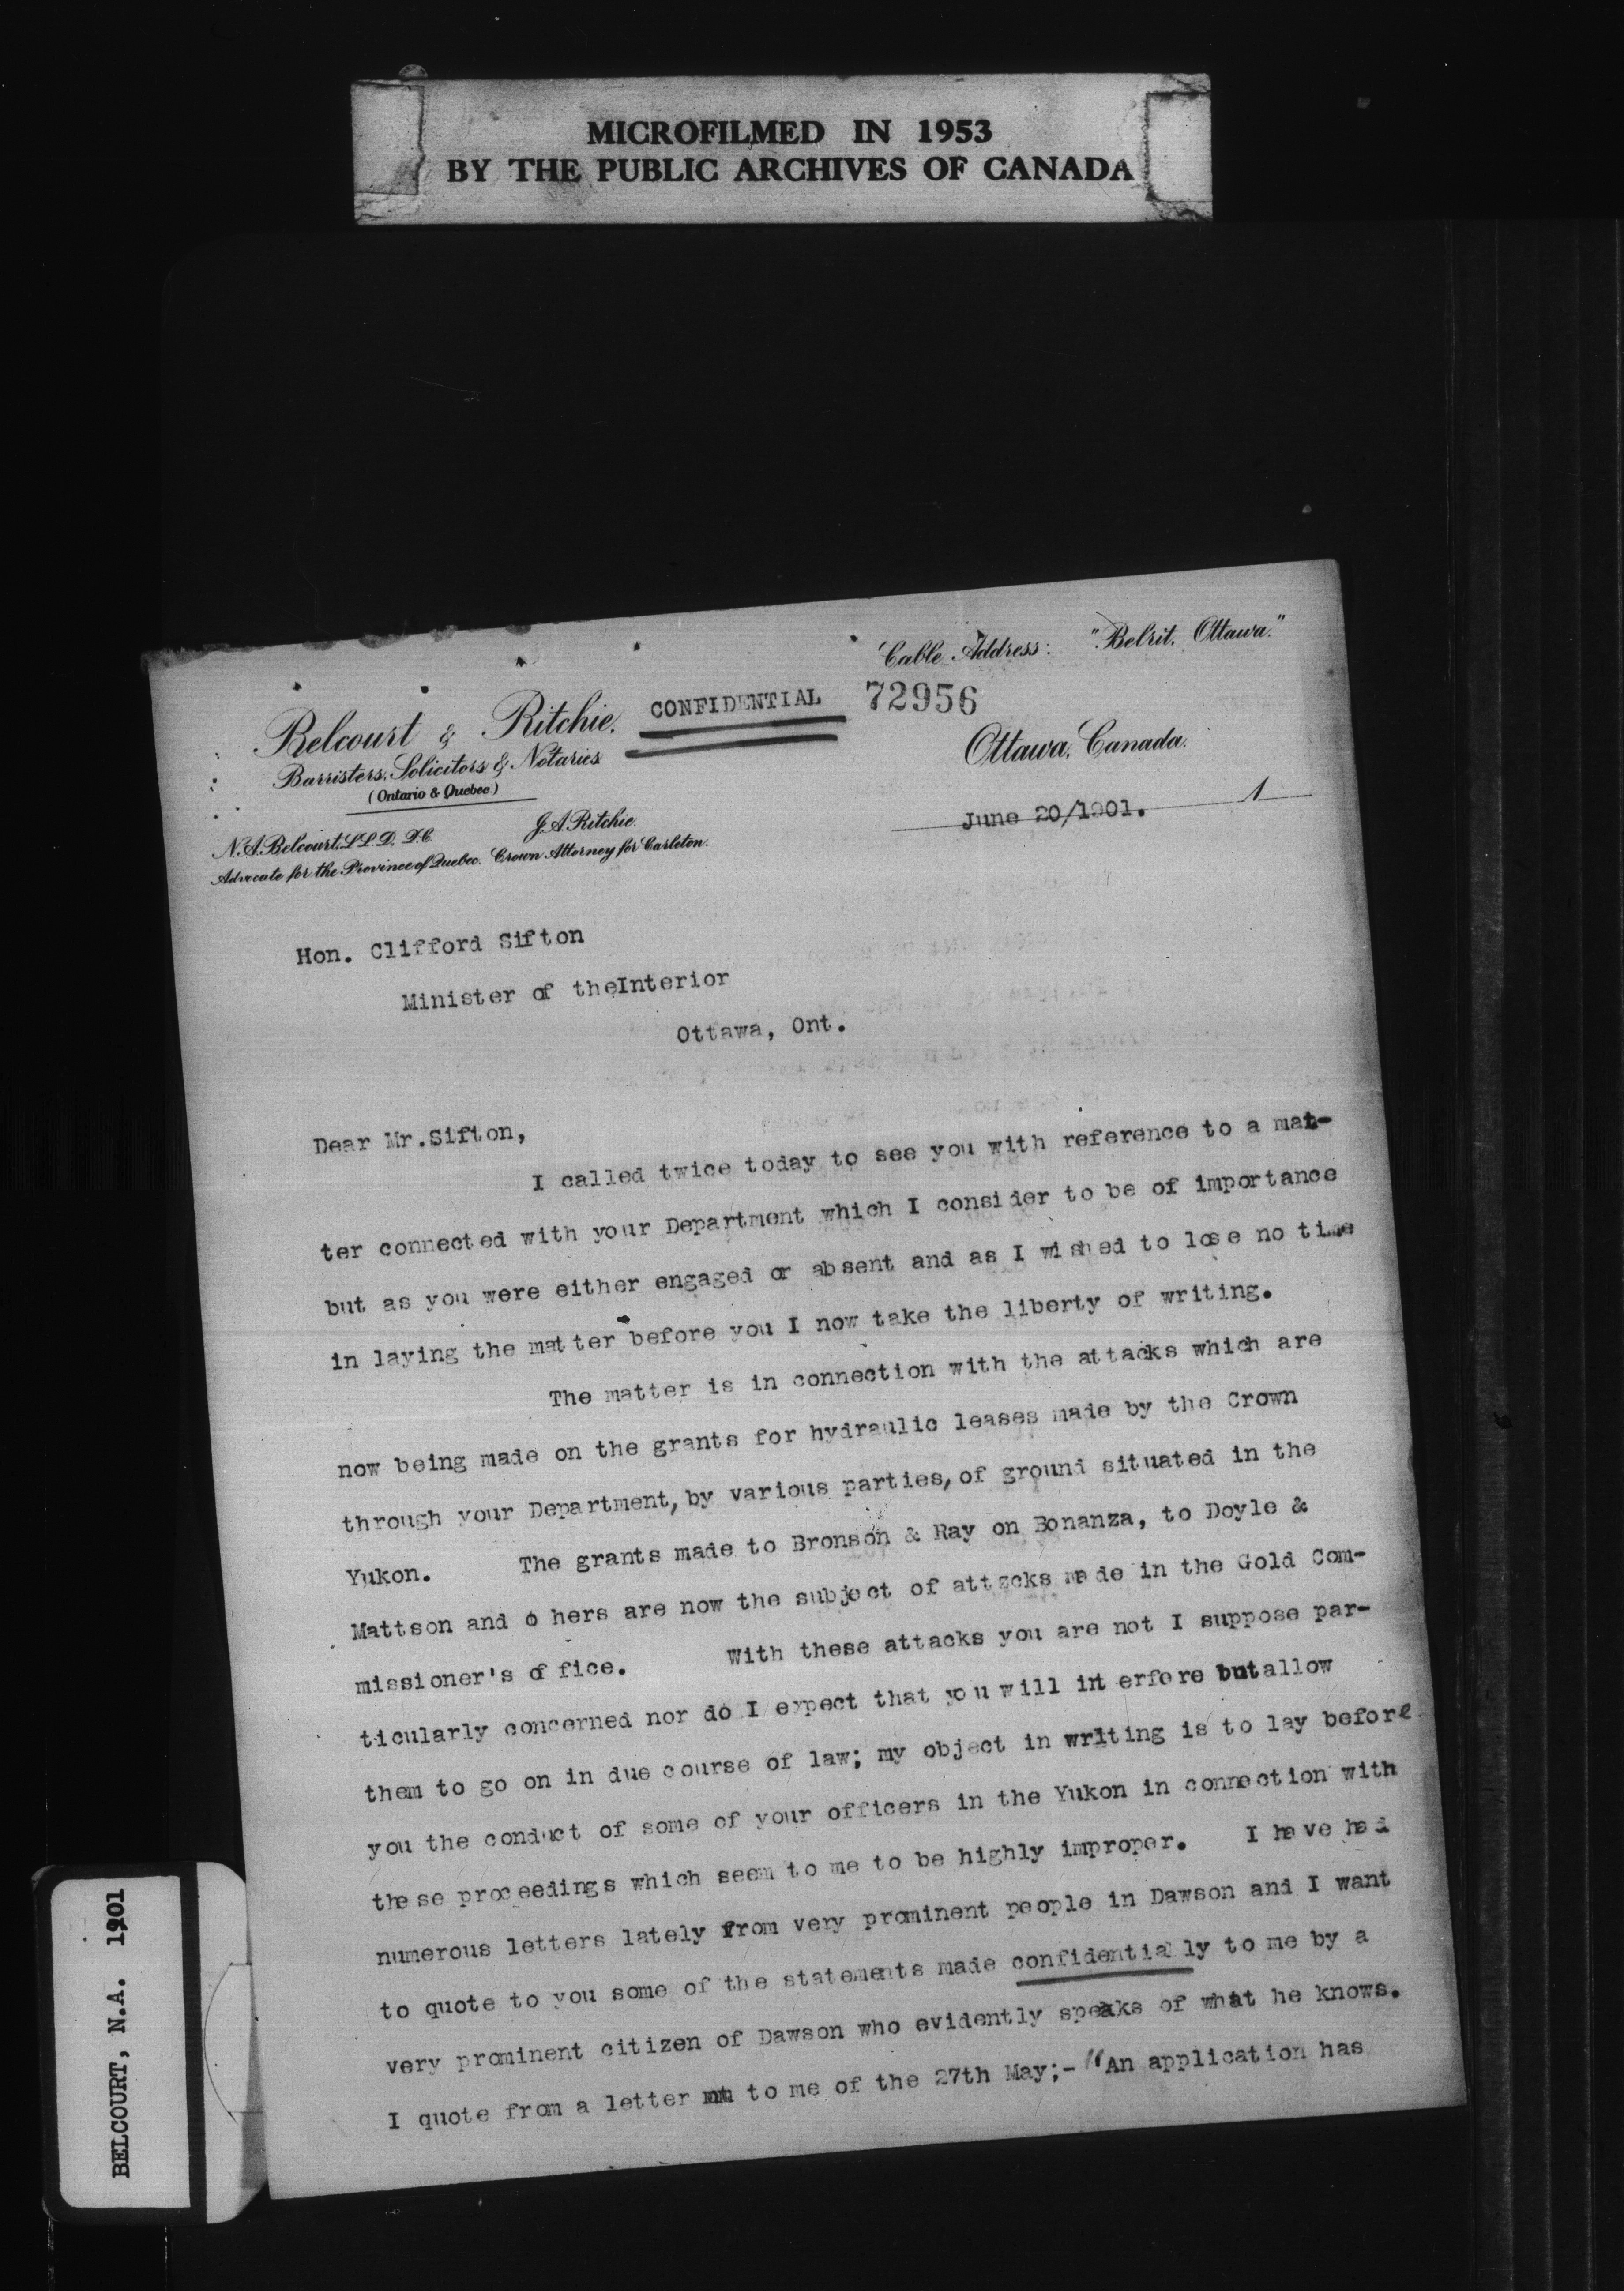 MICROFILMED IN 1953
BY THE PUBLIC ARCHIVES OF CANADA
Cable Address: "Belrit, Ottawa."
Belcourt & Ritchie.
CONFIDENTIAL
72956
Barristers, Solicitors & Notaries
(Ontario & Quebec)
Ottawa, Canada.
June 20/1901. 1
N.A. Belcourt, LL.D. Q.C. J.A. Ritchie.
Advocate for the Province of Quebec. Crown Attorney for Carleton.
Hon. Clifford Sifton
Minister of theInterior
Ottawa, Ont.
Dear Mr.Sifton,
I called twice today to see you with reference to a mat-
ter connected with your Department which I consider to be of importance
but as you were either engaged or absent and as I wished to lose no time
in laying the matter before you I now take the liberty of writing.
The matter is in connection with the attacks which are
now being made on the grants for hydraulic leases made by the Crown
through your Department, by various parties, of ground situated in the
Yukon. The grants made to Bronson & Ray on Bonanza, to Doyle &
Mattson and o hers are now the subject of attacks made in the Gold Com-
missioner's office. With these attacks you are not I suppose par-
ticularly concerned nor do I expect that you will interfere but allow
them to go on in due course of law; my object in writing is to lay before
you the conduct of some of your officers in the Yukon in connection with
these proceedings which seem to me to be highly improper. I have had
numerous letters lately from very prominent people in Dawson and I want
to quote to you some of the statements made confidentially to me by a
very prominent citizen of Dawson who evidently speaks of what he knows.
I quote from a letter to me of the 27th May;- "An application has
BELCOURT, N.A. 1901